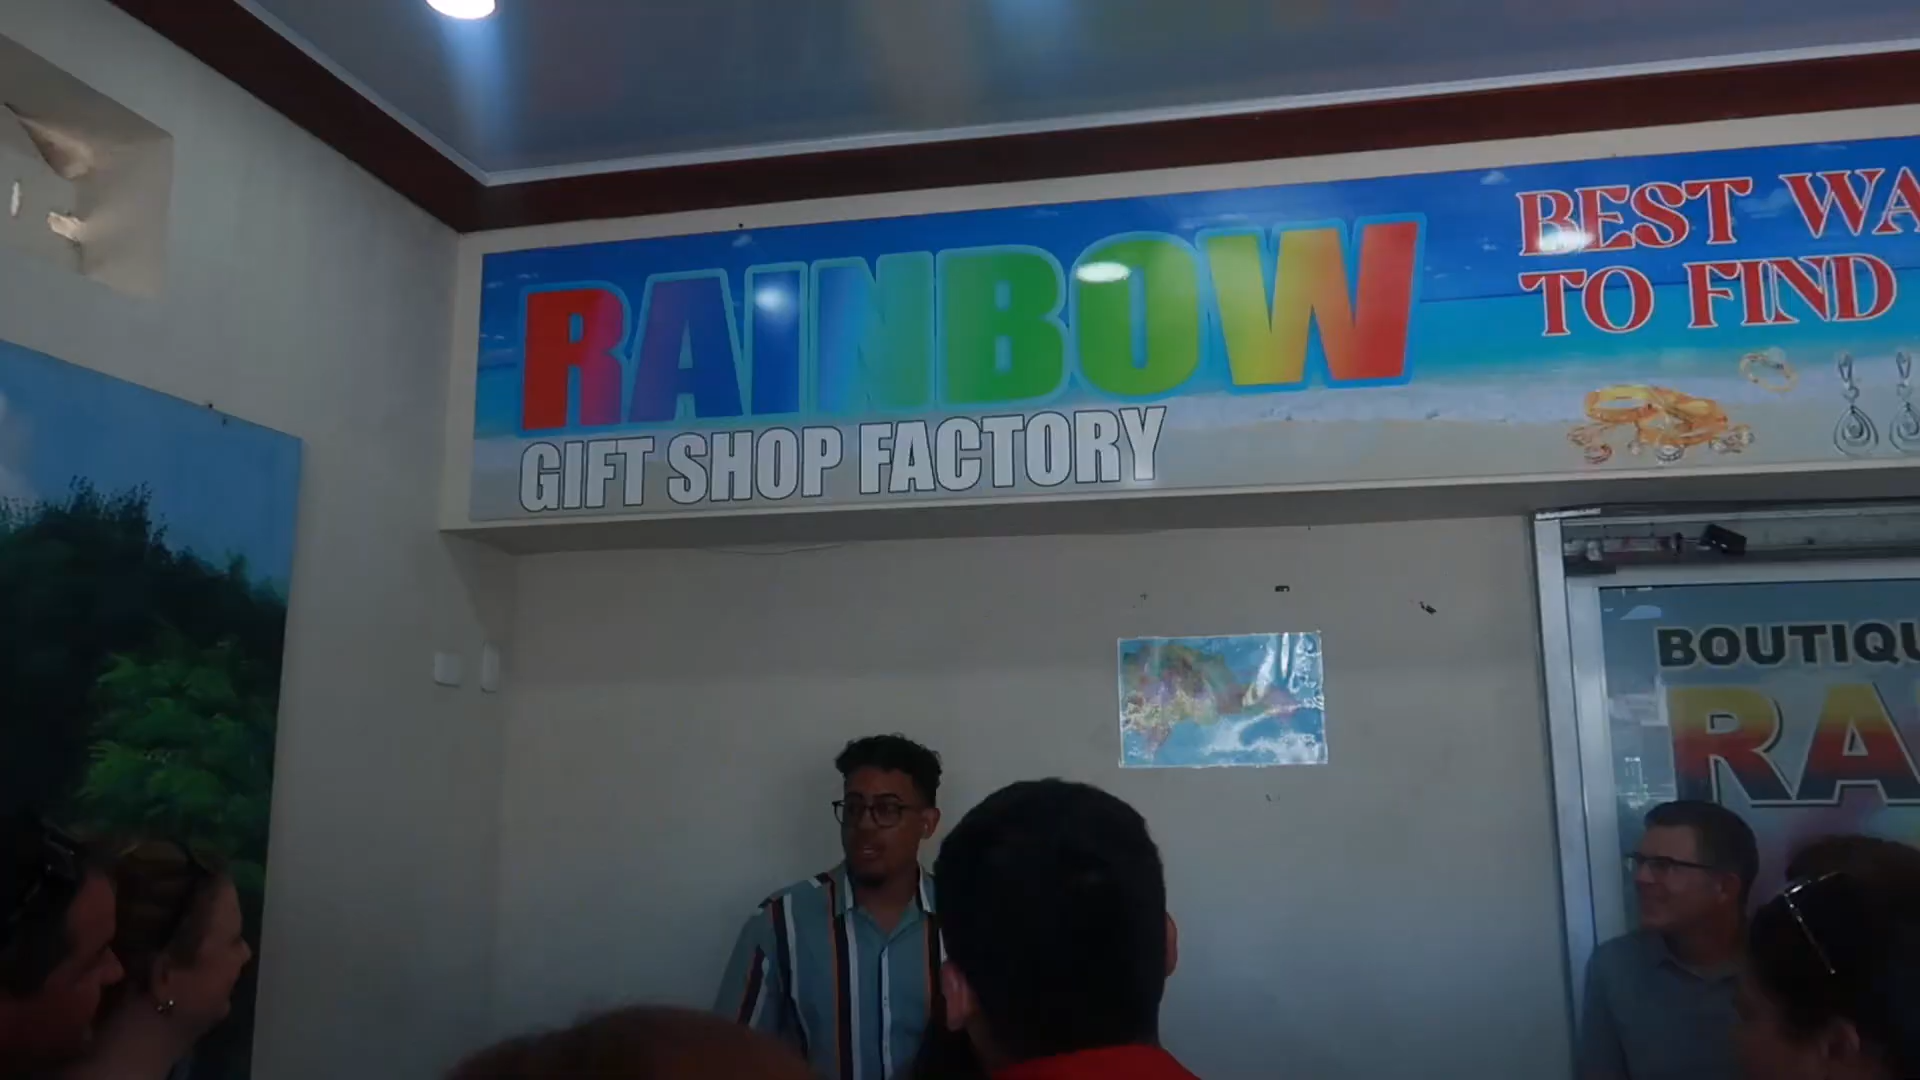 RAINBOW
GIFT SHOP FACTORY
BEST WA
TO FIND
BOUTIQU
RA